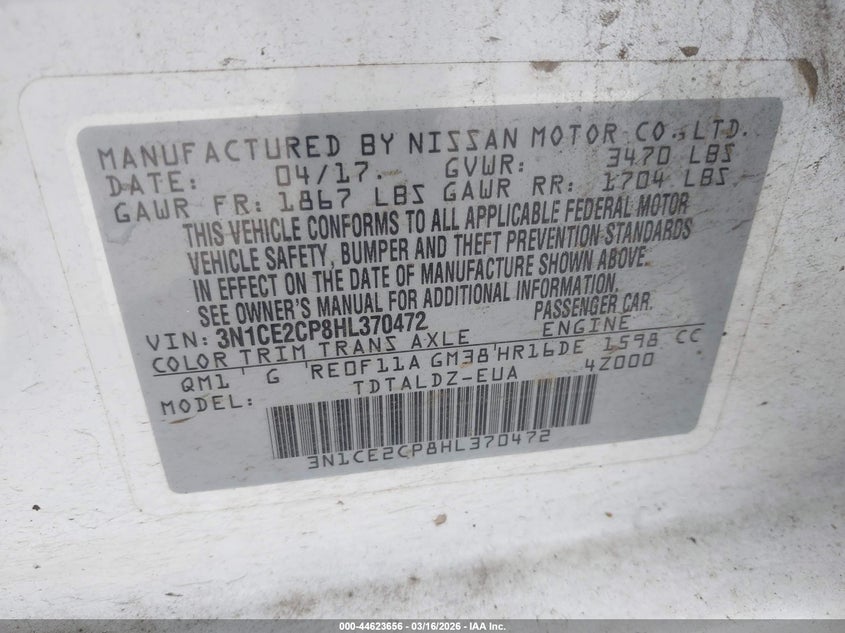 MANUFACTURED BY NISSAN MOTOR CO.,LTD.
DATE: 04/17 GVWR: 3470 LBS
GAWR FR: 1867 LBS GAWR RR: 1704 LBS
THIS VEHICLE CONFORMS TO ALL APPLICABLE FEDERAL MOTOR
VEHICLE SAFETY, BUMPER AND THEFT PREVENTION STANDARDS
IN EFFECT ON THE DATE OF MANUFACTURE SHOWN ABOVE.
SEE OWNER'S MANUAL FOR ADDITIONAL INFORMATION.
VIN: 3N1CE2CP8HL370472 PASSENGER CAR.
COLOR TRIM TRANS AXLE ENGINE
QM1 ' G 'RE0F11A GM38'HR16DE 1598 CC
MODEL: TDTALDZ-EUA 4Z000
3N1CE2CP8HL370472
000-44623656 - 03/16/2026 - IAA Inc.